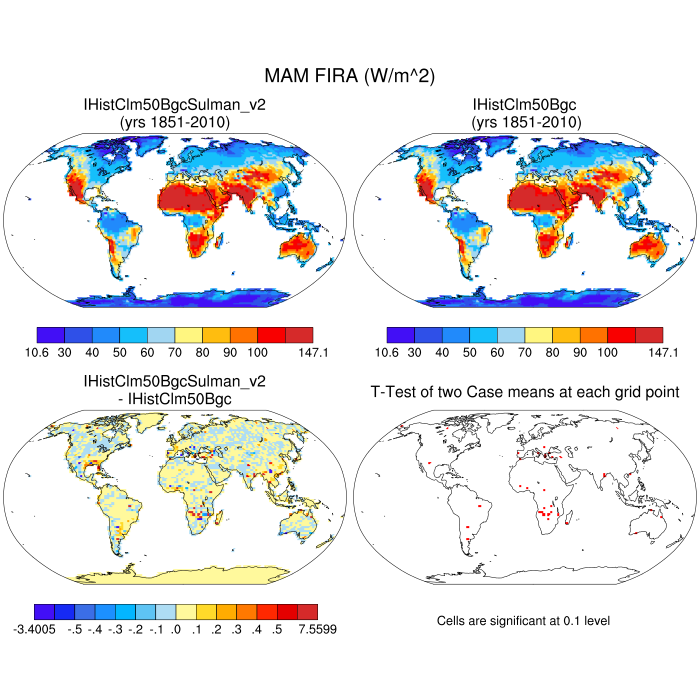 MAM FIRA (W/m^2)
IHistClm50BgcSulman_v2
(yrs 1851-2010)
IHistClm50Bgc
(yrs 1851-2010)
10.6 30 40 50 60 70 80 90 100 147.1
10.6 30 40 50 60 70 80 90 100 147.1
IHistClm50BgcSulman_v2
- IHistClm50Bgc
T-Test of two Case means at each grid point
-3.4005 -.5 -.4 -.3 -.2 -.1 .0 .1 .2 .3 .4 .5 7.5599
Cells are significant at 0.1 level